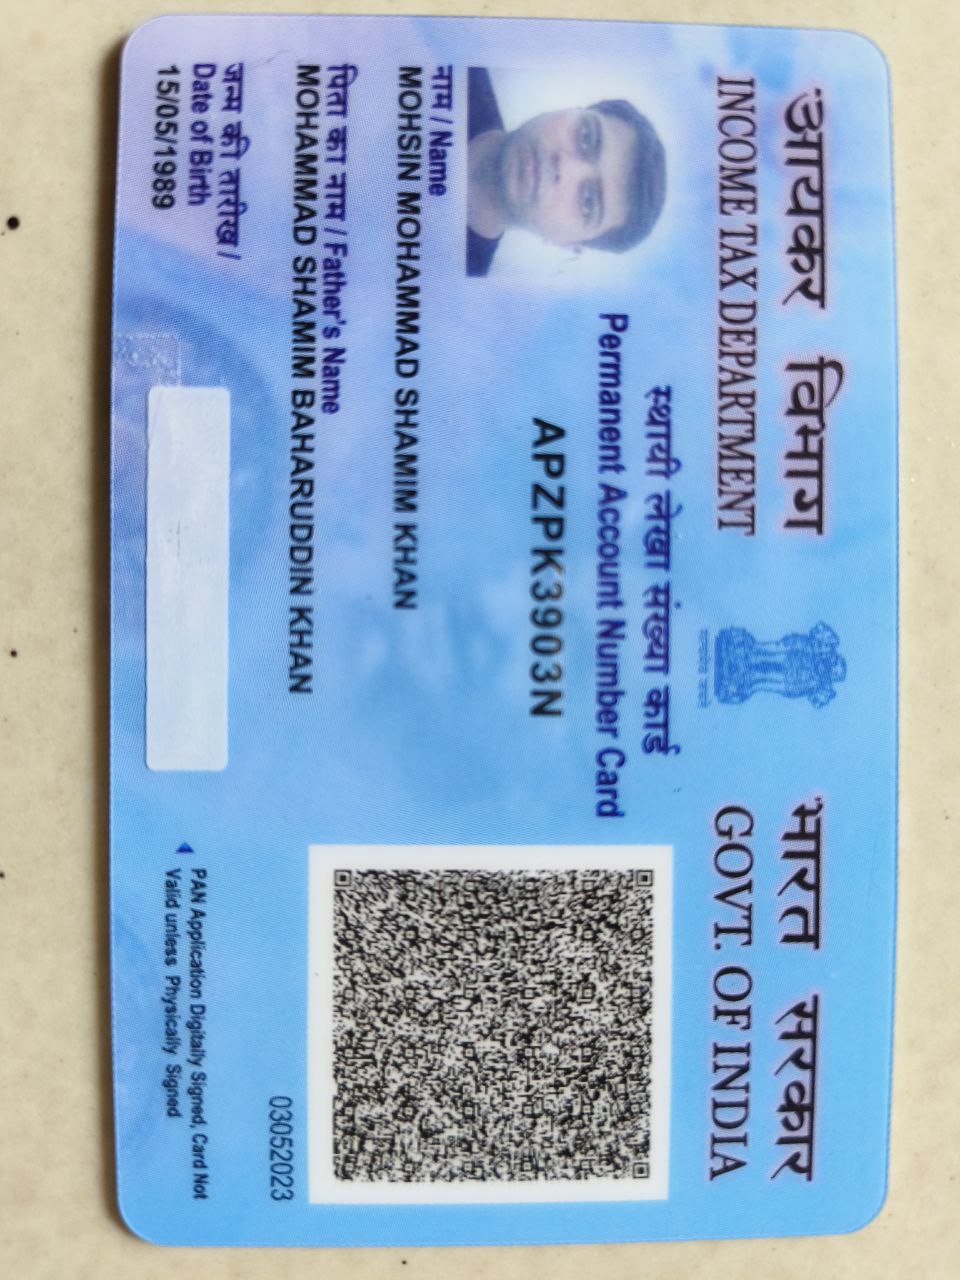 आयकर विभाग
INCOME TAX DEPARTMENT
भारत सरकार
GOVT. OF INDIA
स्थायी लेखा संख्या कार्ड
Permanent Account Number Card
APZPK3903N
नाम / Name
MOHSIN MOHAMMAD SHAMIM KHAN
पिता का नाम / Father's Name
MOHAMMAD SHAMIM BAHARUDDIN KHAN
जन्म की तारीख /
Date of Birth
15/05/1989
03052023
PAN Application Digitally Signed, Card Not
Valid unless Physically Signed